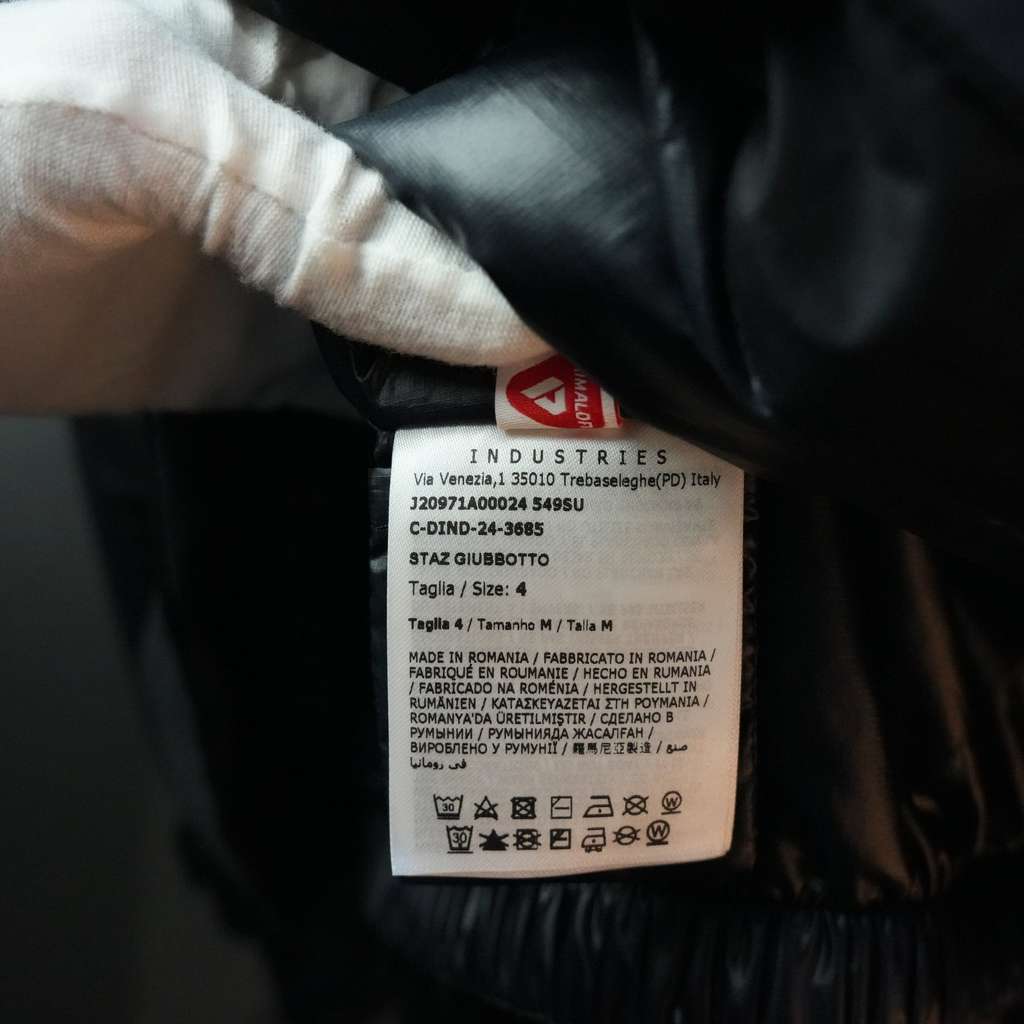 INDUSTRIES
Via Venezia,1 35010 Trebaseleghe(PD) Italy
J20971A00024 549SU
C-DIND-24-3685
STAZ GIUBBOTTO
Taglia / Size: 4
Taglia 4 / Tamanho M / Talla M
MADE IN ROMANIA / FABBRICATO IN ROMANIA /
FABRIQUÉ EN ROUMANIE / HECHO EN RUMANIA
/ FABRICADO NA ROMÉNIA / HERGESTELLT IN
RUMÄNIEN / ΚΑΤΑΣΚΕΥΑΖΕΤΑΙ ΣΤΗ ΡΟΥΜΑΝΙΑ /
ROMANYA'DA ÜRETILMIŞTIR / СДЕЛАНО В
РУМЫНИИ / РУМЫНИЯДА ЖАСАЛҒАН /
ВИРОБЛЕНО У РУМУНІЇ / 羅馬尼亞製造 / صنع
في رومانيا
30 W
30 W